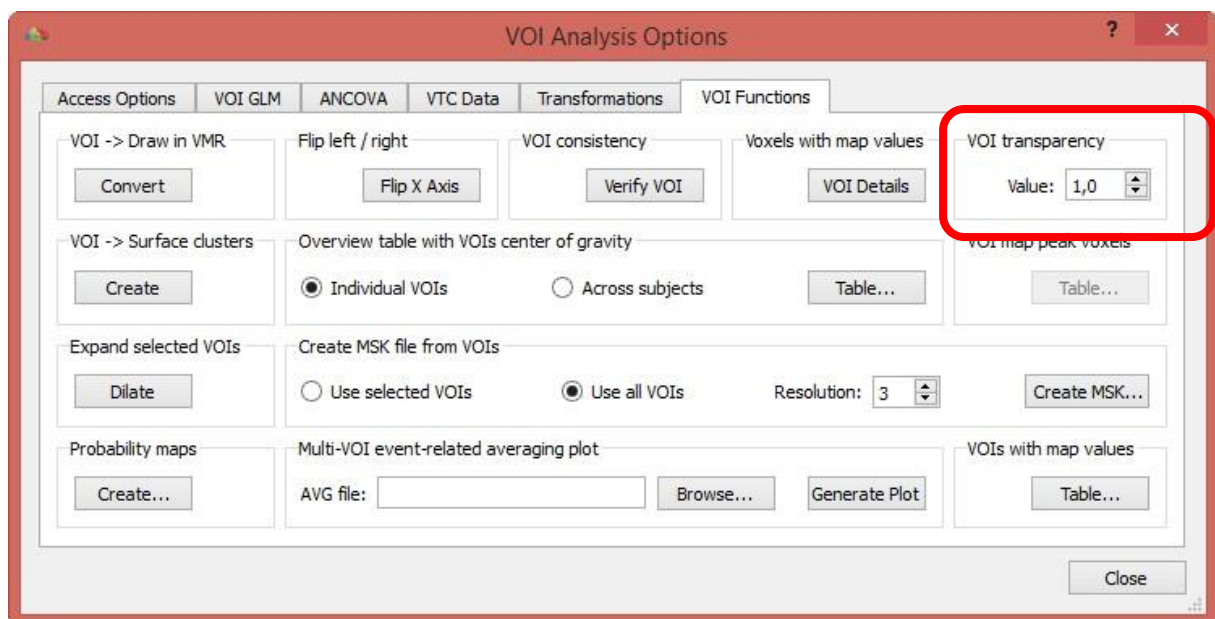 VOI Analysis Options
?
×
Access Options VOI GLM ANCOVA VTC Data Transformations VOI Functions
VOI -> Draw in VMR Flip left / right VOI consistency Voxels with map values VOI transparency
Convert Flip X Axis Verify VOI VOI Details Value: 1,0
VOI -> Surface clusters Overview table with VOIs center of gravity VOI map peak voxels
Create Individual VOIs Across subjects Table... Table...
Expand selected VOIs Create MSK file from VOIs
Dilate Use selected VOIs Use all VOIs Resolution: 3 Create MSK...
Probability maps Multi-VOI event-related averaging plot VOIs with map values
Create... AVG file: Browse... Generate Plot Table...
Close